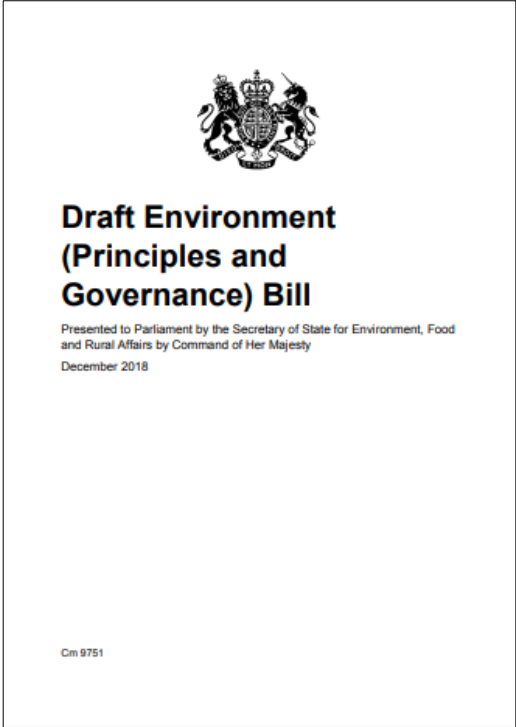 Draft Environment
(Principles and
Governance) Bill
Presented to Parliament by the Secretary of State for Environment, Food
and Rural Affairs by Command of Her Majesty
December 2018
Cm 9751